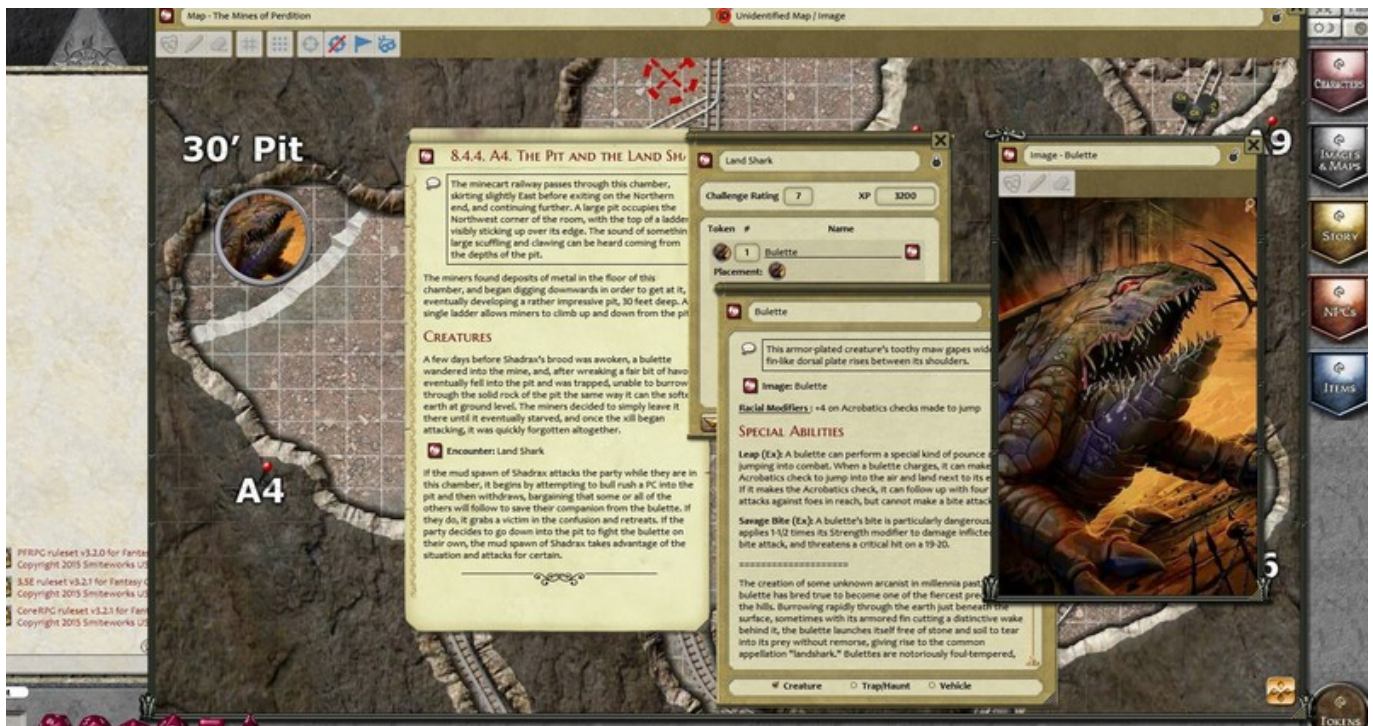 Map - The Mines of Perdition
Unidentified Map / Image
30' Pit
A4
A9
8.4.4. A4. The Pit and the Land Sh
The minecart railway passes through this chamber,
skirting slightly East before exiting on the Northern
end, and continuing further. A large pit occupies the
Northwest corner of the room, with the top of a ladder
visibly sticking up over its edge. The sound of somethin
large scuffling and clawing can be heard coming from
the depths of the pit.
The miners found deposits of metal in the floor of this
chamber, and began digging downwards in order to get at it,
eventually developing a rather impressive pit, 30 feet deep. A
single ladder allows miners to climb up and down from the pit
Creatures
A few days before Shadrax's brood was awoken, a bulette
wandered into the mine, and, after wreaking a fair bit of havo
eventually fell into the pit and was trapped, unable to burrow
through the solid rock of the pit the same way it can the softe
earth at ground level. The miners decided to simply leave it
there until it eventually starved, and once the xill began
attacking, it was quickly forgotten altogether.
Encounter: Land Shark
If the mud spawn of Shadrax attacks the party while they are in
this chamber, it begins by attempting to bull rush a PC into the
pit and then withdraws, bargaining that some or all of the
others will follow to save their companion from the bulette. If
they do, it grabs a victim in the confusion and retreats. If the
party decides to go down into the pit to fight the bulette on
their own, the mud spawn of Shadrax takes advantage of the
situation and attacks for certain.
Land Shark
Challenge Rating 7 XP 3200
Token # Name
1 Bulette
Placement:
Bulette
This armor-plated creature's toothy maw gapes wid
fin-like dorsal plate rises between its shoulders.
Image: Bulette
Racial Modifiers : +4 on Acrobatics checks made to jump
Special Abilities
Leap (Ex): A bulette can perform a special kind of pounce a
jumping into combat. When a bulette charges, it can make
Acrobatics check to jump into the air and land next to its e
If it makes the Acrobatics check, it can follow up with four
attacks against foes in reach, but cannot make a bite attack
Savage Bite (Ex): A bulette's bite is particularly dangerous.
applies 1-1/2 times its Strength modifier to damage inflicted
bite attack, and threatens a critical hit on a 19-20.
====================
The creation of some unknown arcanist in millennia past
bulette has bred true to become one of the fiercest pre
the hills. Burrowing rapidly through the earth just beneath the
surface, sometimes with its armored fin cutting a distinctive wake
behind it, the bulette launches itself free of stone and soil to tear
into its prey without remorse, giving rise to the common
appellation "landshark." Bulettes are notoriously foul-tempered,
Creature Trap/Haunt Vehicle
Image - Bulette
Characters
Images
& Maps
Story
NPCs
Items
Tokens
PFRPG ruleset v3.2.0 for Fantas
Copyright 2015 Smiteworks US
3.5E ruleset v3.2.1 for Fantasy G
Copyright 2015 Smiteworks US
CoreRPG ruleset v3.2.1 for Fant
Copyright 2015 Smiteworks US